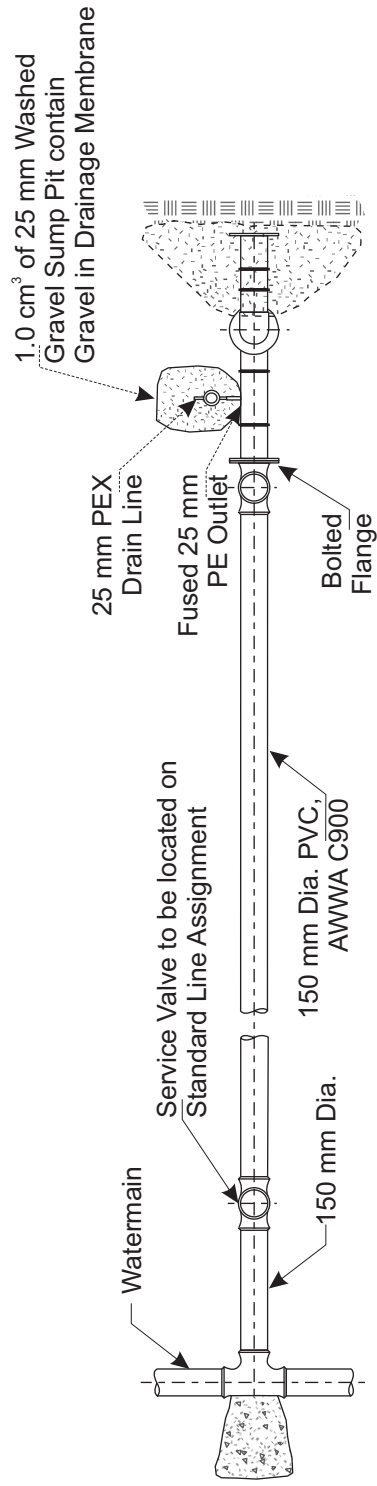 Watermain
Service Valve to be located on
Standard Line Assignment
150 mm Dia.
150 mm Dia. PVC,
AWWA C900
25 mm PEX
Drain Line
Fused 25 mm
PE Outlet
Bolted
Flange
1.0 cm³ of 25 mm Washed
Gravel Sump Pit contain
Gravel in Drainage Membrane